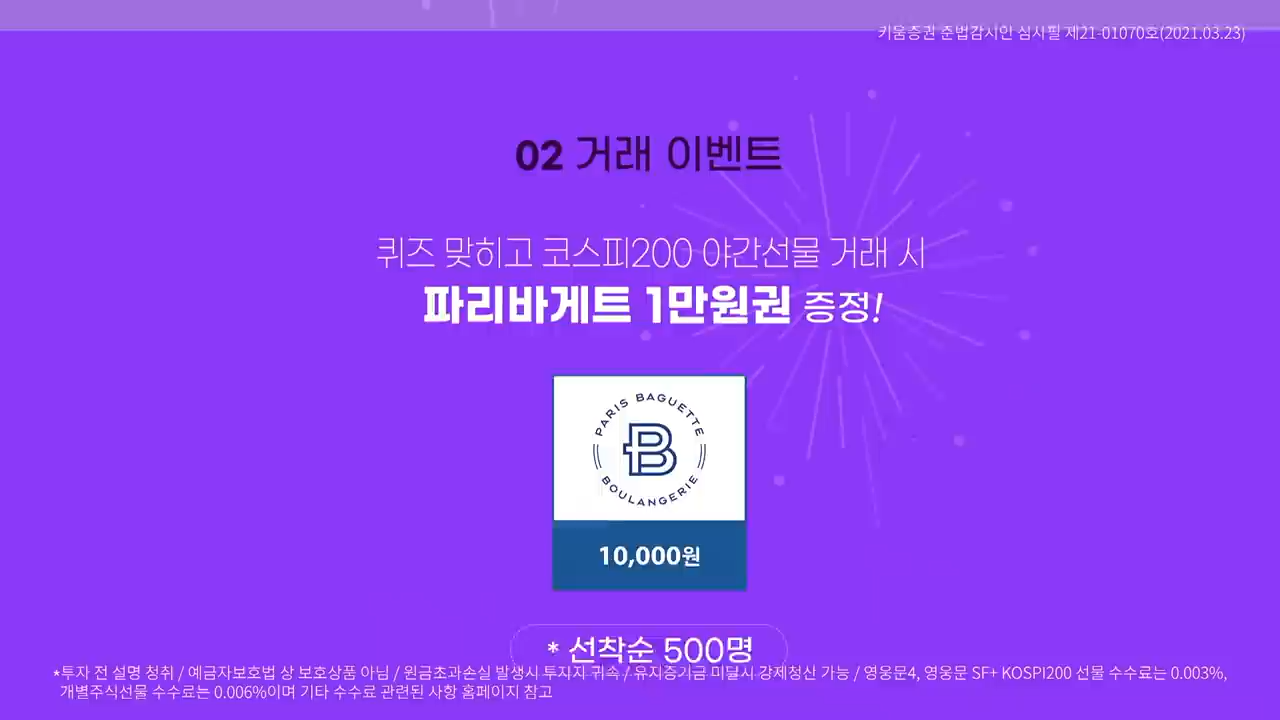 키움증권 준법감시인 심사필 제21-01070호(2021.03.23)
02 거래 이벤트
퀴즈 맞히고 코스피200 야간선물 거래 시
파리바게트 1만원권 증정!
PARIS BAGUETTE
B
BOULANGERIE
10,000원
* 선착순 500명
*투자 전 설명 청취 / 예금자보호법 상 보호상품 아님 / 원금초과손실 발생시 투자자 귀속 / 유지증거금 미달시 강제청산 가능 / 영웅문4, 영웅문 SF+ KOSPI200 선물 수수료는 0.003%,
개별주식선물 수수료는 0.006%이며 기타 수수료 관련된 사항 홈페이지 참고